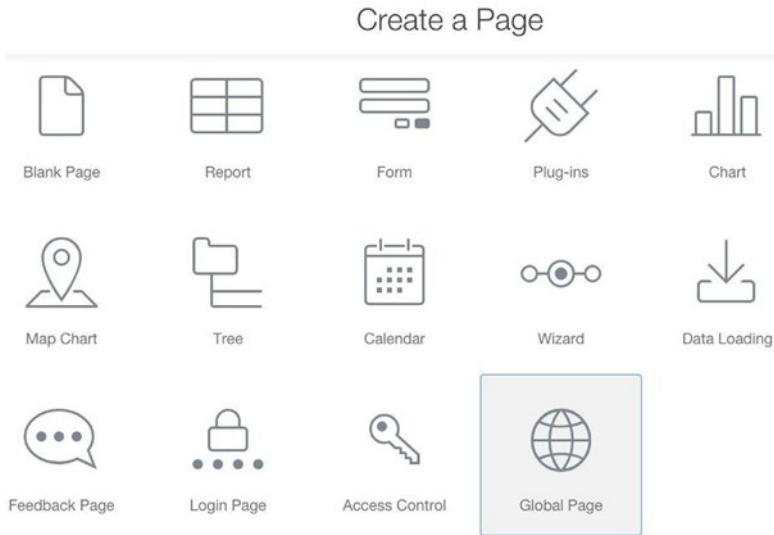 Create a Page
Blank Page
Report
Form
Plug-ins
Chart
Map Chart
Tree
Calendar
Wizard
Data Loading
Feedback Page
Login Page
Access Control
Global Page